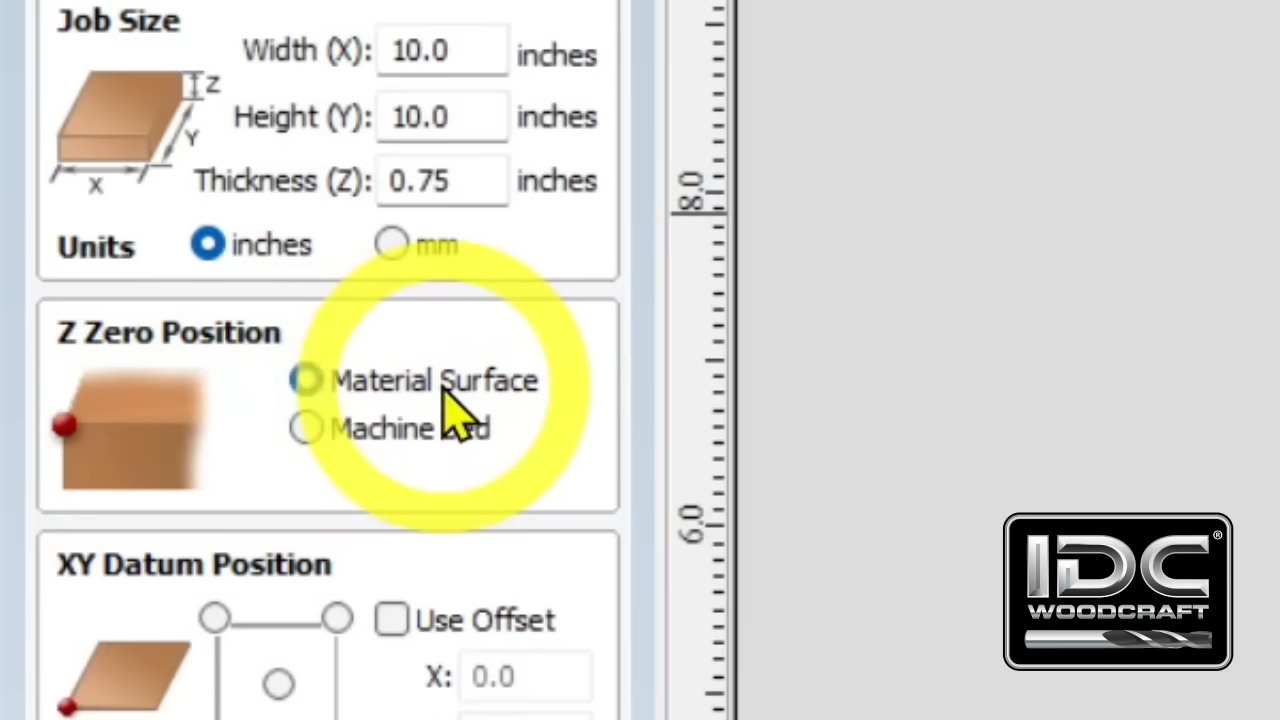 Job Size
Width (X): 10.0 inches
Z
Height (Y): 10.0 inches
Y
Thickness (Z): 0.75 inches
X
Units inches mm
8.0
Z Zero Position
Material Surface
Machine
6.0
XY Datum Position
Use Offset
X: 0.0
IDC®
WOODCRAFT